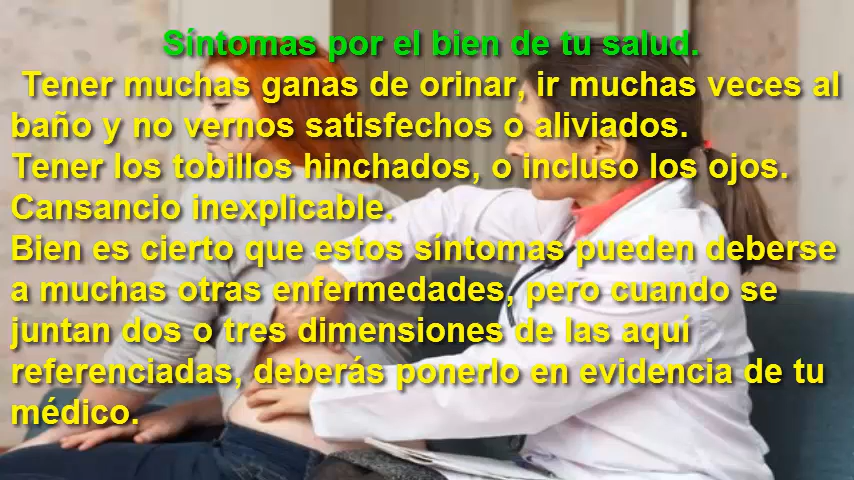 Síntomas por el bien de tu salud.
Tener muchas ganas de orinar, ir muchas veces al
baño y no vernos satisfechos o aliviados.
Tener los tobillos hinchados, o incluso los ojos.
Cansancio inexplicable.
Bien es cierto que estos síntomas pueden deberse
a muchas otras enfermedades, pero cuando se
juntan dos o tres dimensiones de las aquí
referenciadas, deberás ponerlo en evidencia de tu
médico.